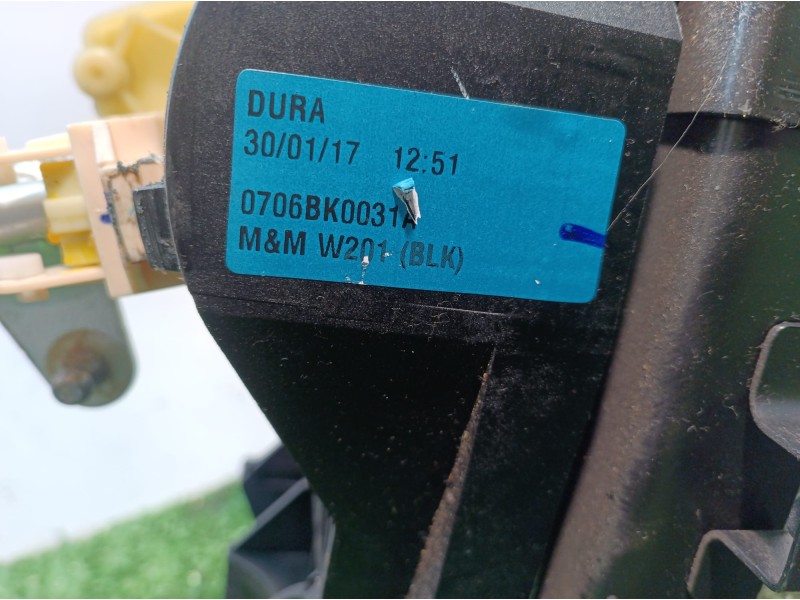 DURA
30/01/17 12:51
0706BK0031A
M&M W201 (BLK)